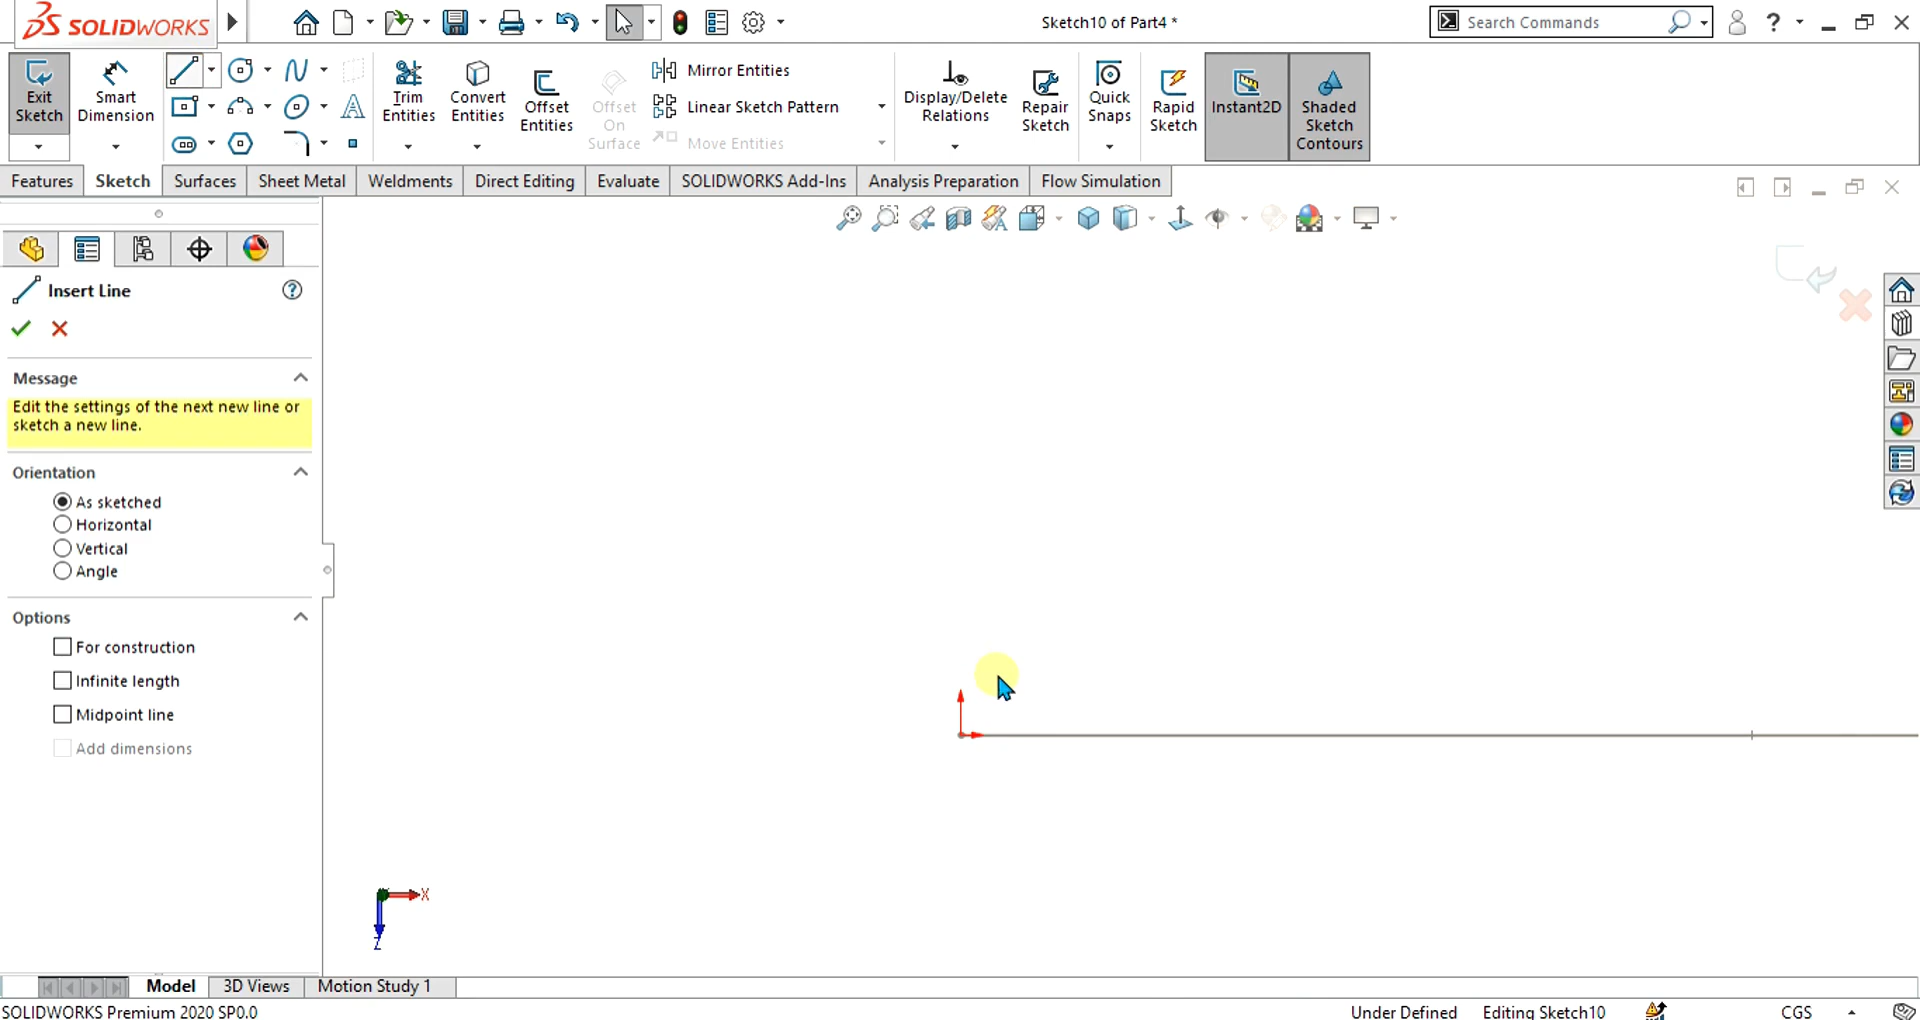 SOLIDWORKS
Sketch10 of Part4 *
Search Commands
?
Exit Sketch
Smart Dimension
Trim Entities
Convert Entities
Offset Entities
Offset On Surface
Mirror Entities
Linear Sketch Pattern
Move Entities
Display/Delete Relations
Repair Sketch
Quick Snaps
Rapid Sketch
Instant2D
Shaded Sketch Contours
Features
Sketch
Surfaces
Sheet Metal
Weldments
Direct Editing
Evaluate
SOLIDWORKS Add-Ins
Analysis Preparation
Flow Simulation
Insert Line
?
Message
Edit the settings of the next new line or
sketch a new line.
Orientation
As sketched
Horizontal
Vertical
Angle
Options
For construction
Infinite length
Midpoint line
Add dimensions
X
Z
Model
3D Views
Motion Study 1
SOLIDWORKS Premium 2020 SP0.0
Under Defined
Editing Sketch10
CGS